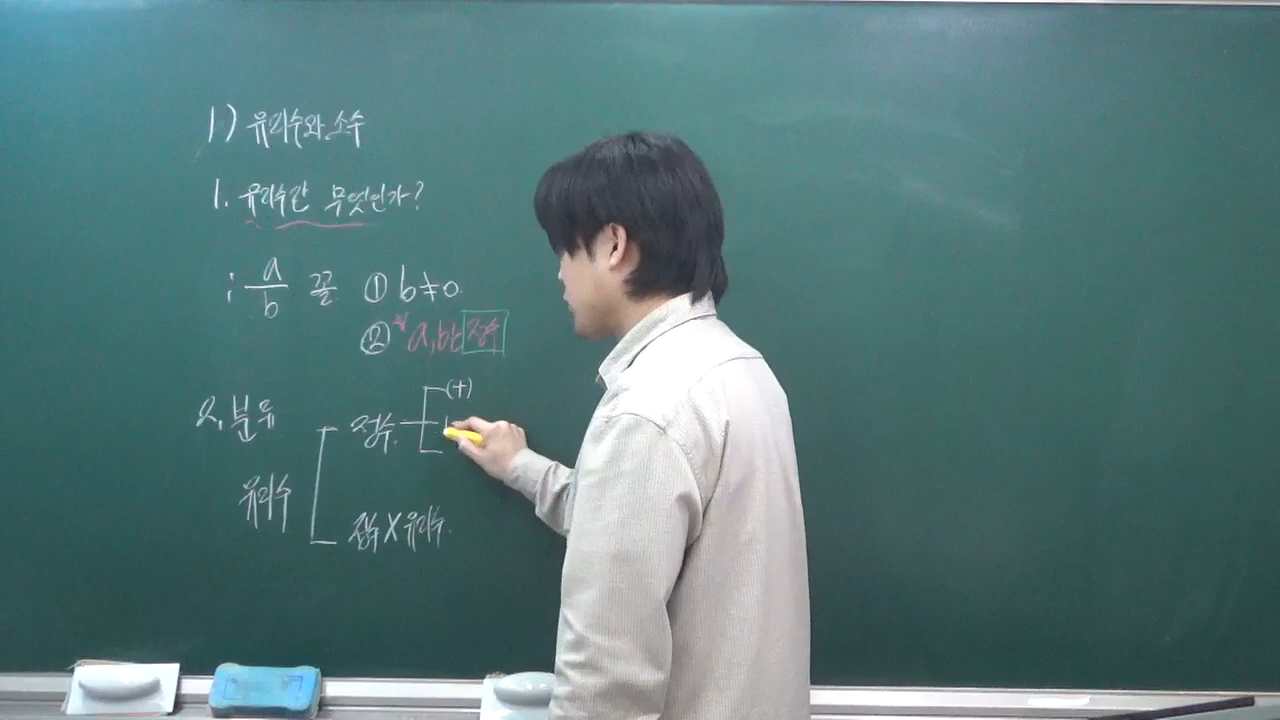 1) 유리수와 소수
1. 유리수란 무엇인가?
: a/b 꼴 ① b≠0
② * a, b는 정수
2. 분류
정수 (+)
유리수
정수X 유리수.